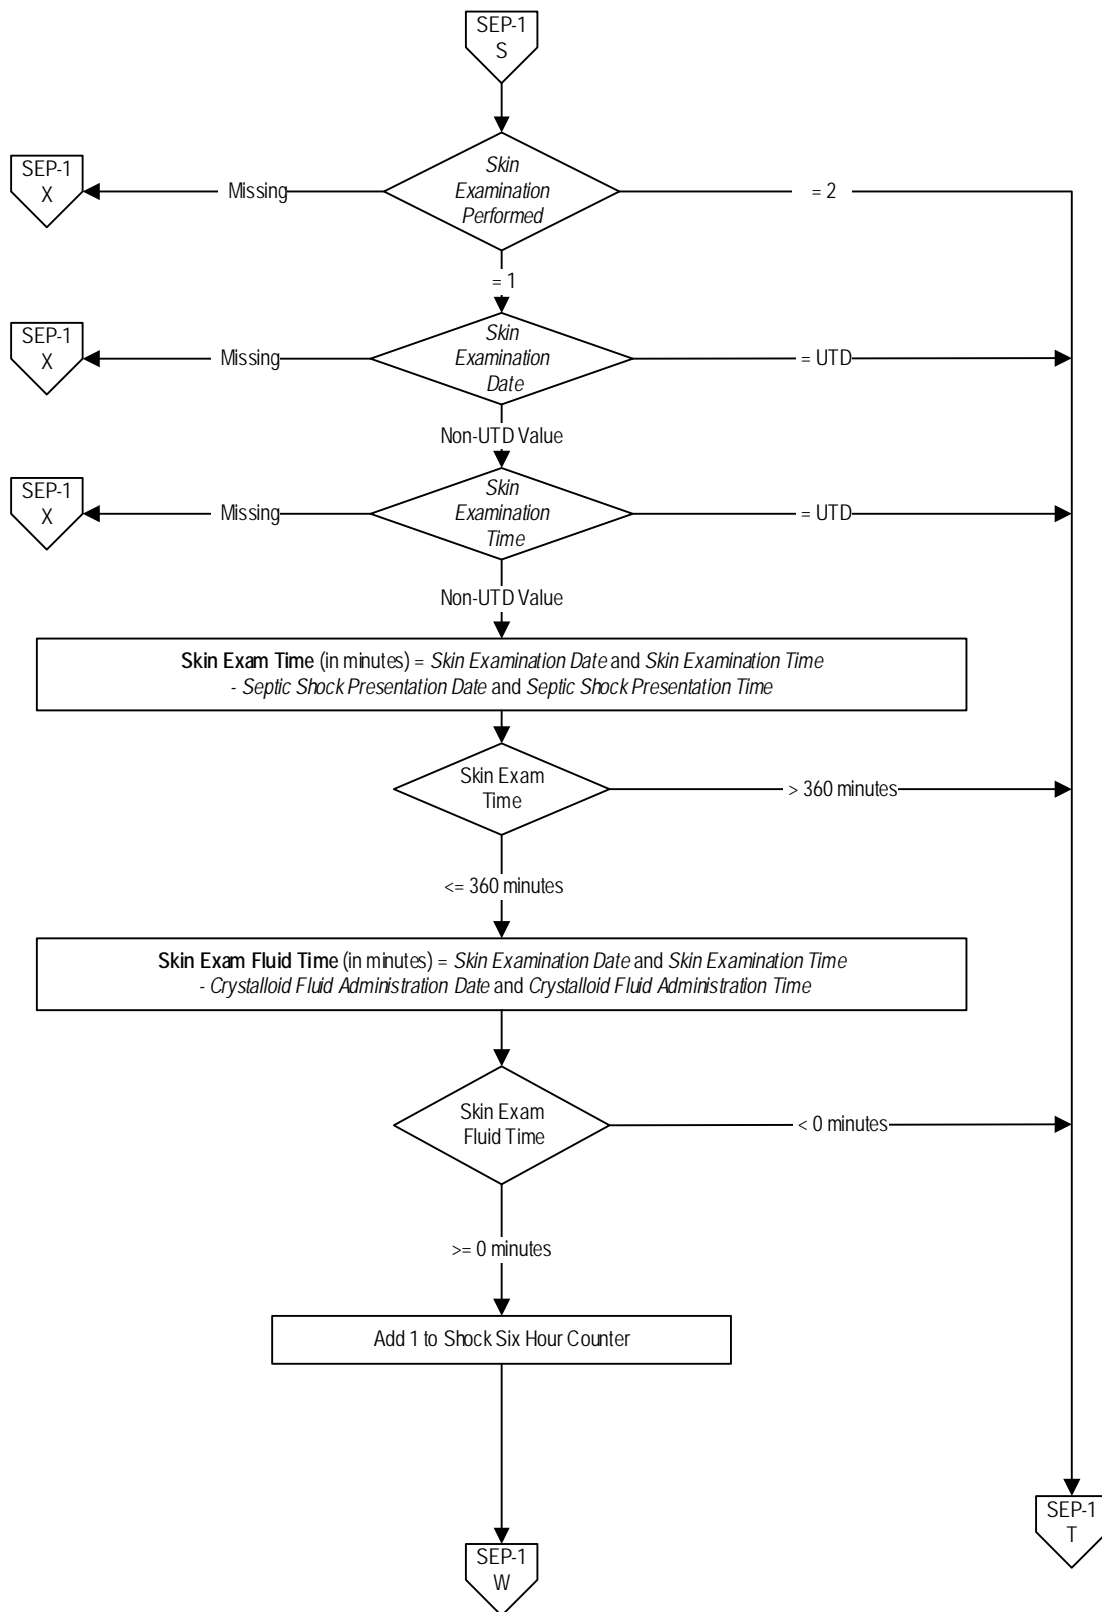 SEP-1
S
Skin
Examination
Performed
SEP-1
X
Missing
= 2
= 1
Skin
Examination
Date
SEP-1
X
Missing
= UTD
Non-UTD Value
Skin
Examination
Time
SEP-1
X
Missing
= UTD
Non-UTD Value
Skin Exam Time (in minutes) = Skin Examination Date and Skin Examination Time
- Septic Shock Presentation Date and Septic Shock Presentation Time
Skin Exam
Time
> 360 minutes
<= 360 minutes
Skin Exam Fluid Time (in minutes) = Skin Examination Date and Skin Examination Time
- Crystalloid Fluid Administration Date and Crystalloid Fluid Administration Time
Skin Exam
Fluid Time
< 0 minutes
>= 0 minutes
Add 1 to Shock Six Hour Counter
SEP-1
T
SEP-1
W